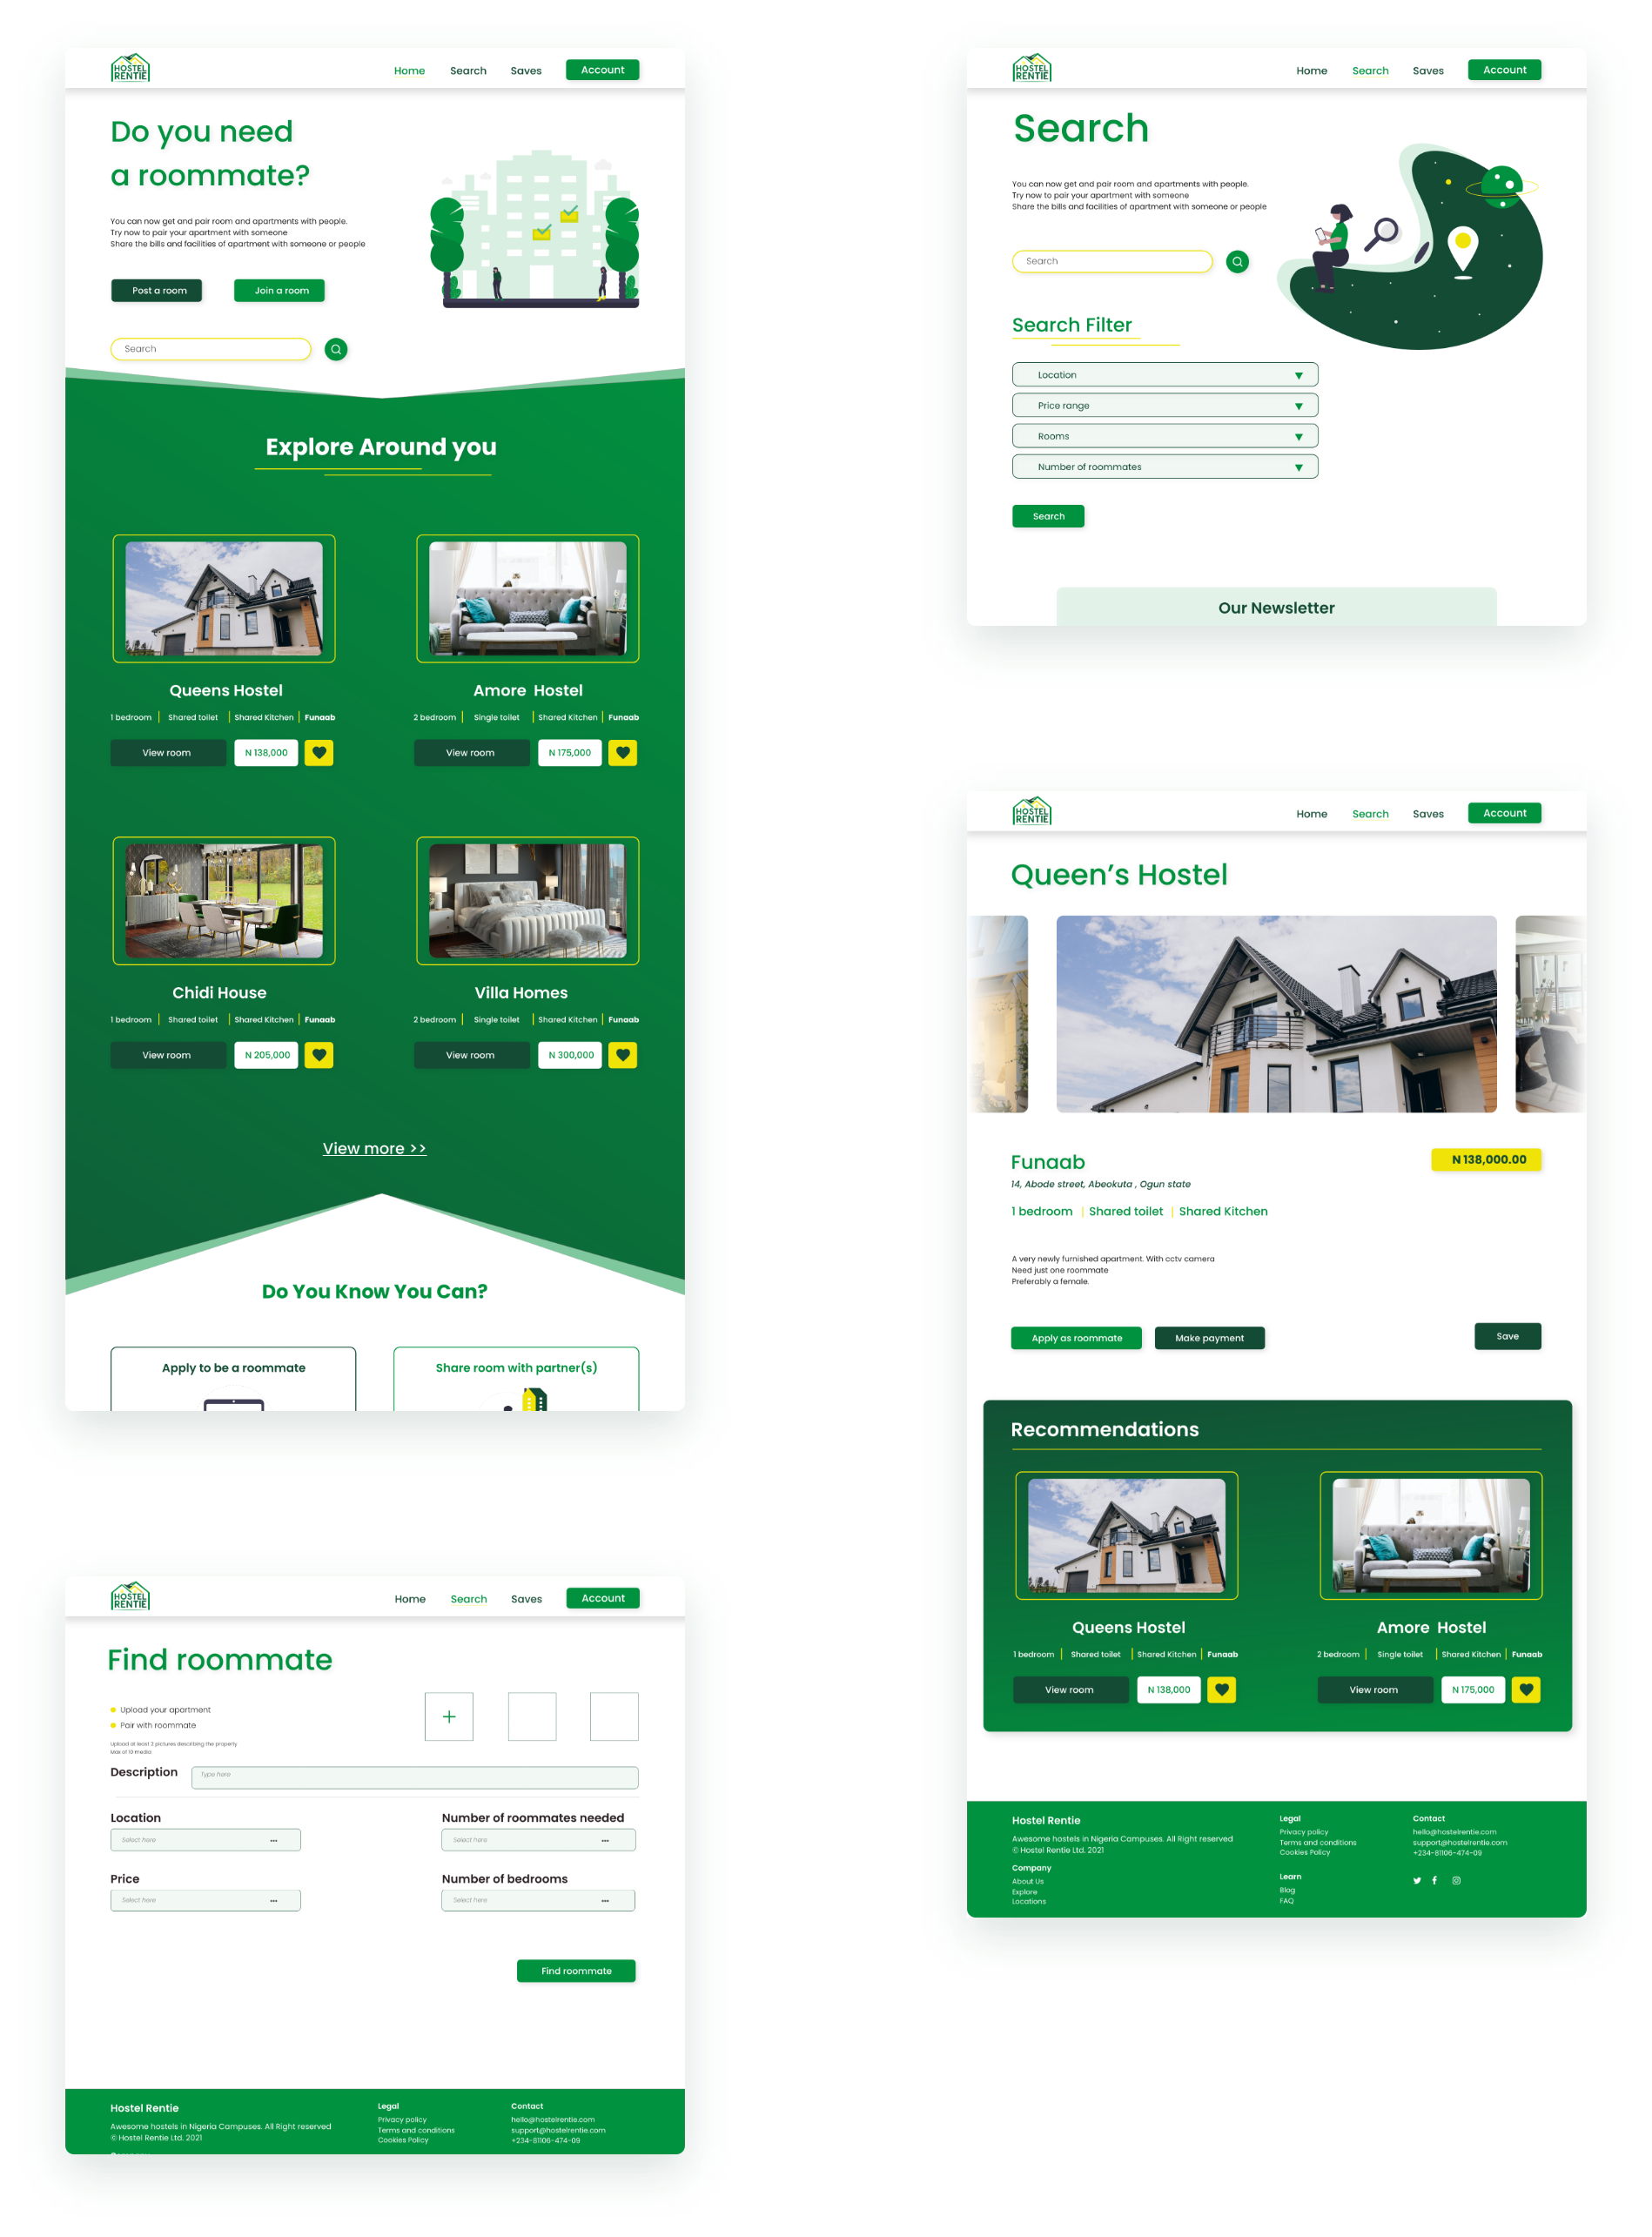 HOSTEL
RENTIE
Home Search Saves Account
Do you need
a roommate?
You can now get and pair room and apartments with people.
Try now to pair your apartment with someone
Share the bills and facilities of apartment with someone or people
Post a room Join a room
Search
Explore Around you
Queens Hostel
1 bedroom Shared toilet Shared Kitchen Funaab
View room N 138,000
Amore Hostel
2 bedroom Single toilet Shared Kitchen Funaab
View room N 175,000
Chidi House
1 bedroom Shared toilet Shared Kitchen Funaab
View room N 205,000
Villa Homes
2 bedroom Single toilet Shared Kitchen Funaab
View room N 300,000
View more >>
Do You Know You Can?
Apply to be a roommate
Share room with partner(s)
HOSTEL
RENTIE
Home Search Saves Account
Search
You can now get and pair room and apartments with people.
Try now to pair your apartment with someone
Share the bills and facilities of apartment with someone or people
Search
Search Filter
Location
Price range
Rooms
Number of roommates
Search
Our Newsletter
HOSTEL
RENTIE
Home Search Saves Account
Queen’s Hostel
Funaab
N 138,000.00
14, Abode street, Abeokuta , Ogun state
1 bedroom Shared toilet Shared Kitchen
A very newly furnished apartment. With cctv camera
Need just one roommate
Preferably a female.
Apply as roommate Make payment Save
Recommendations
Queens Hostel
1 bedroom Shared toilet Shared Kitchen Funaab
View room N 138,000
Amore Hostel
2 bedroom Single toilet Shared Kitchen Funaab
View room N 175,000
Hostel Rentie
Awesome hostels in Nigeria Campuses. All Right reserved
© Hostel Rentie Ltd. 2021
Company
About Us
Explore
Locations
Legal
Privacy policy
Terms and conditions
Cookies Policy
Learn
Blog
FAQ
Contact
hello@hostelrentie.com
support@hostelrentie.com
+234-81106-474-09
HOSTEL
RENTIE
Home Search Saves Account
Find roommate
Upload your apartment
Pair with roommate
Upload at least 3 pictures describing the property
Max of 10 media
Description Type here
Location
Select here
Number of roommates needed
Select here
Price
Select here
Number of bedrooms
Select here
Find roommate
Hostel Rentie
Awesome hostels in Nigeria Campuses. All Right reserved
© Hostel Rentie Ltd. 2021
Legal
Privacy policy
Terms and conditions
Cookies Policy
Contact
hello@hostelrentie.com
support@hostelrentie.com
+234-81106-474-09